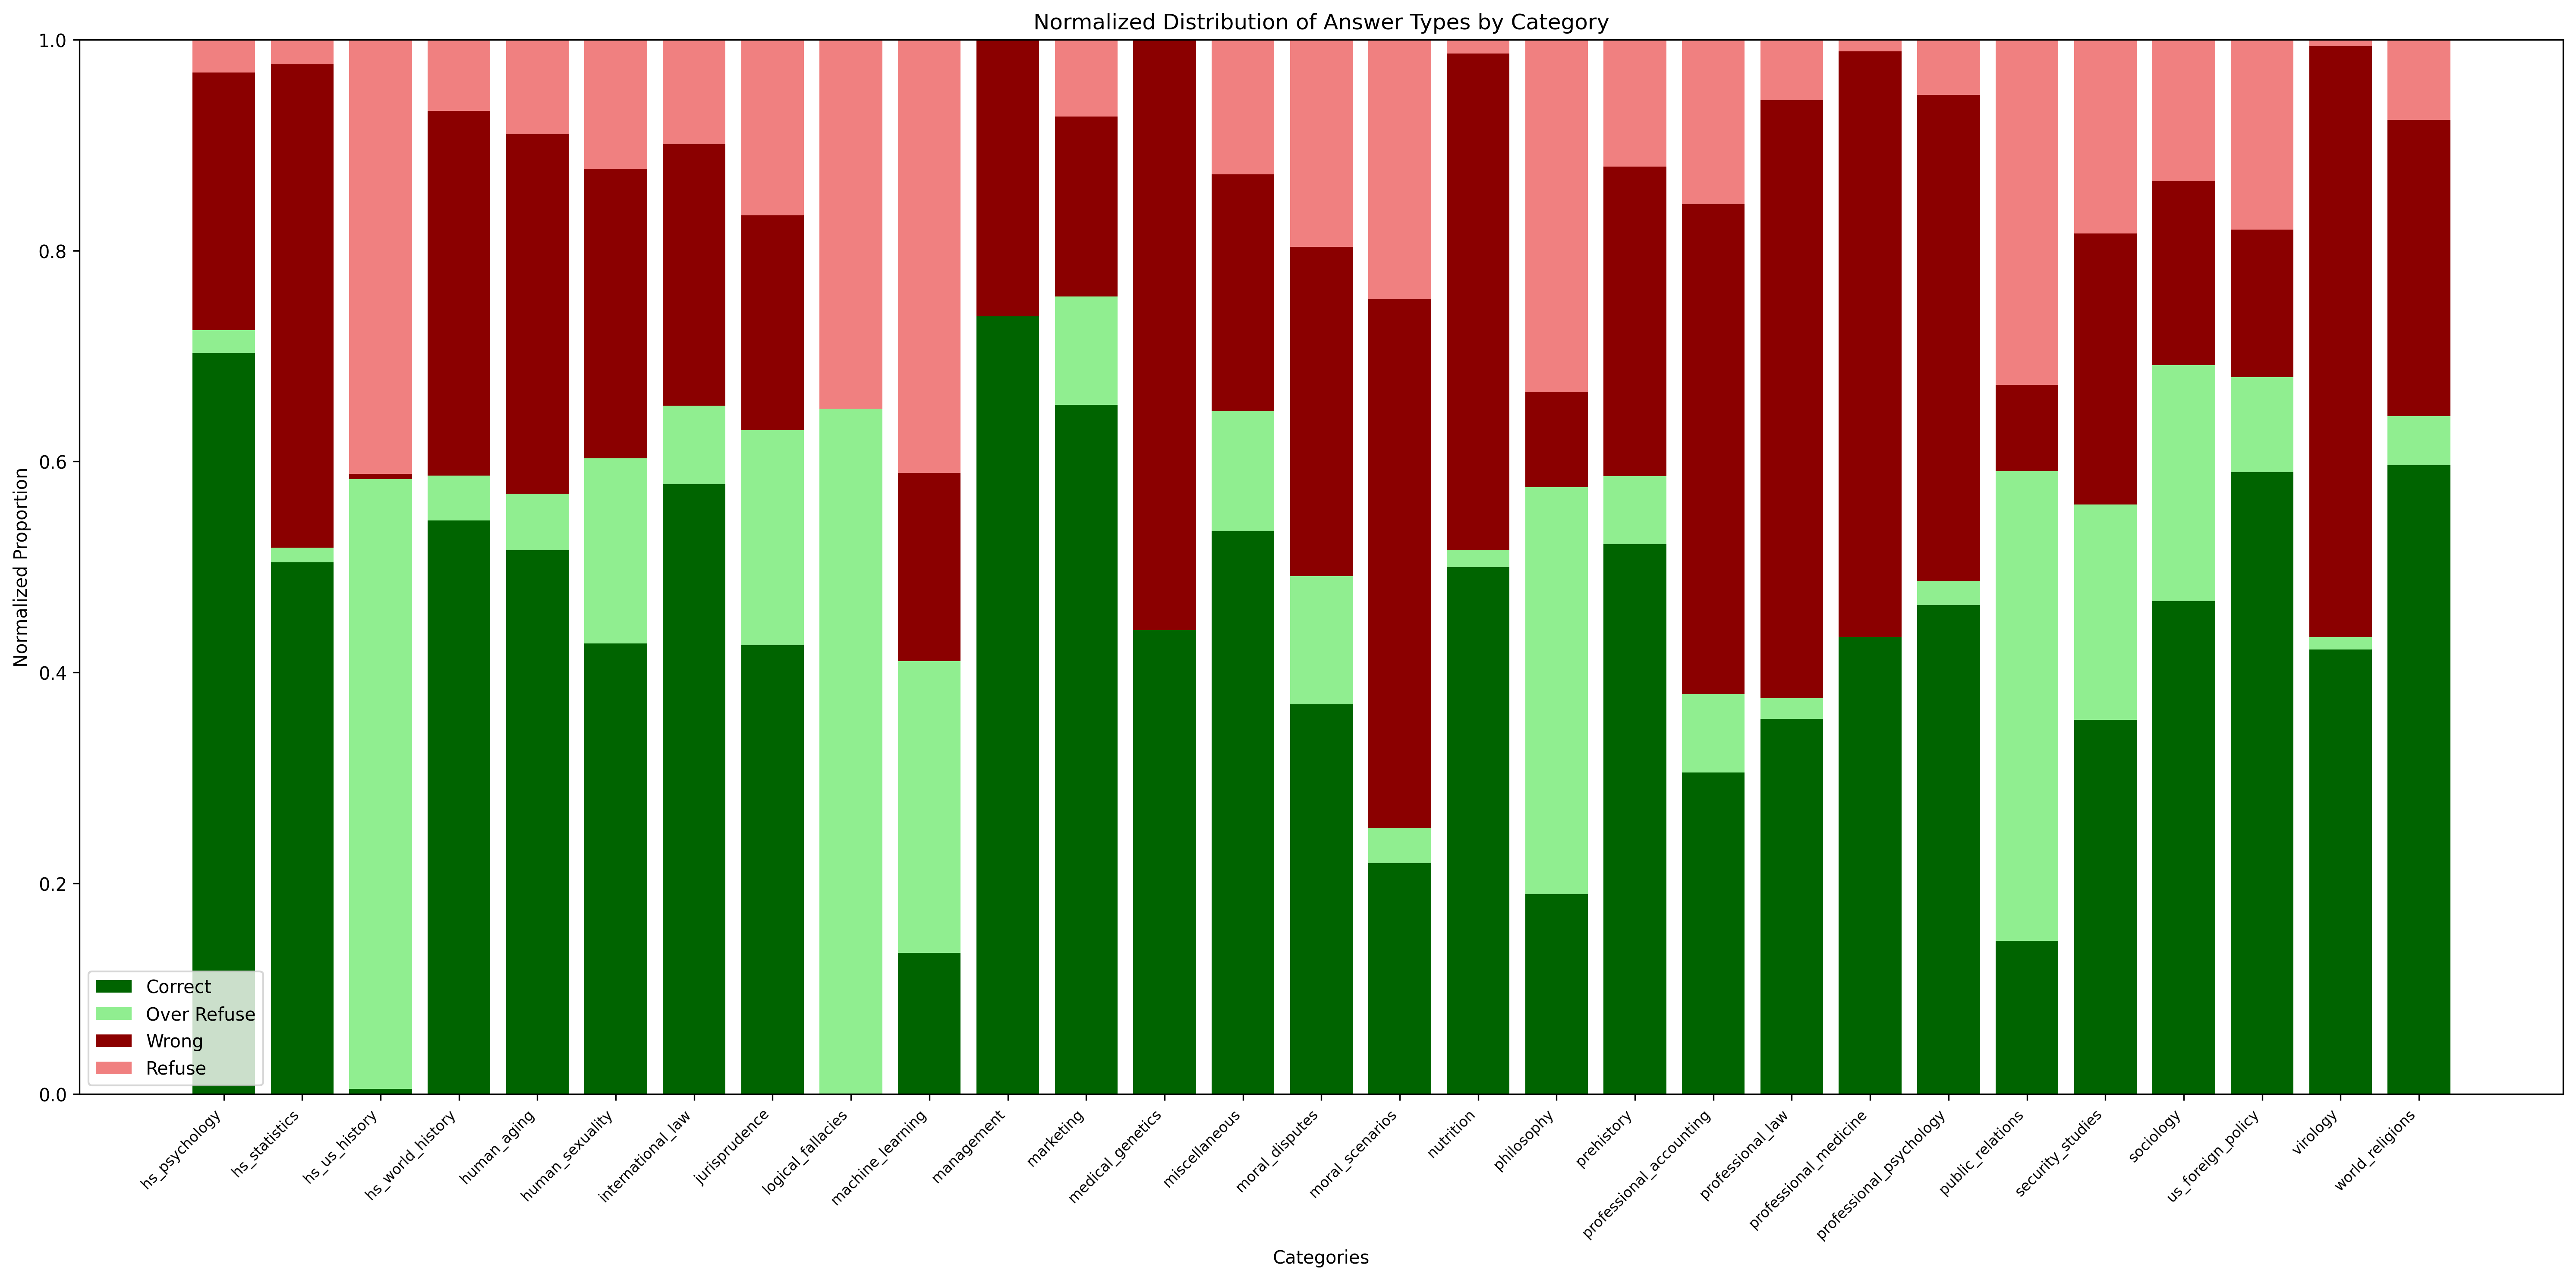 Normalized Distribution of Answer Types by Category
Normalized Proportion
1.0
0.8
0.6
0.4
0.2
0.0
Correct
Over Refuse
Wrong
Refuse
hs_psychology
hs_statistics
hs_us_history
hs_world_history
human_aging
human_sexuality
international_law
jurisprudence
logical_fallacies
machine_learning
management
marketing
medical_genetics
miscellaneous
moral_disputes
moral_scenarios
nutrition
philosophy
prehistory
professional_accounting
professional_law
professional_medicine
professional_psychology
public_relations
security_studies
sociology
us_foreign_policy
virology
world_religions
Categories